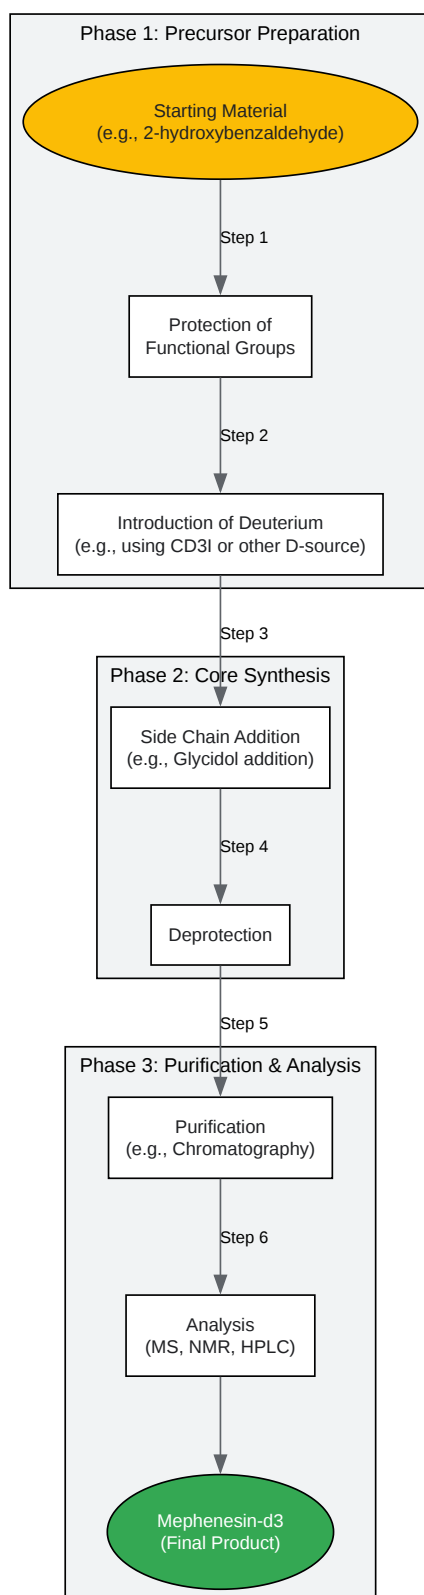 Phase 1: Precursor Preparation
Starting Material
(e.g., 2-hydroxybenzaldehyde)
Step 1
Protection of
Functional Groups
Step 2
Introduction of Deuterium
(e.g., using CD3I or other D-source)
Step 3
Phase 2: Core Synthesis
Side Chain Addition
(e.g., Glycidol addition)
Step 4
Deprotection
Step 5
Phase 3: Purification & Analysis
Purification
(e.g., Chromatography)
Step 6
Analysis
(MS, NMR, HPLC)
Mephenesin-d3
(Final Product)